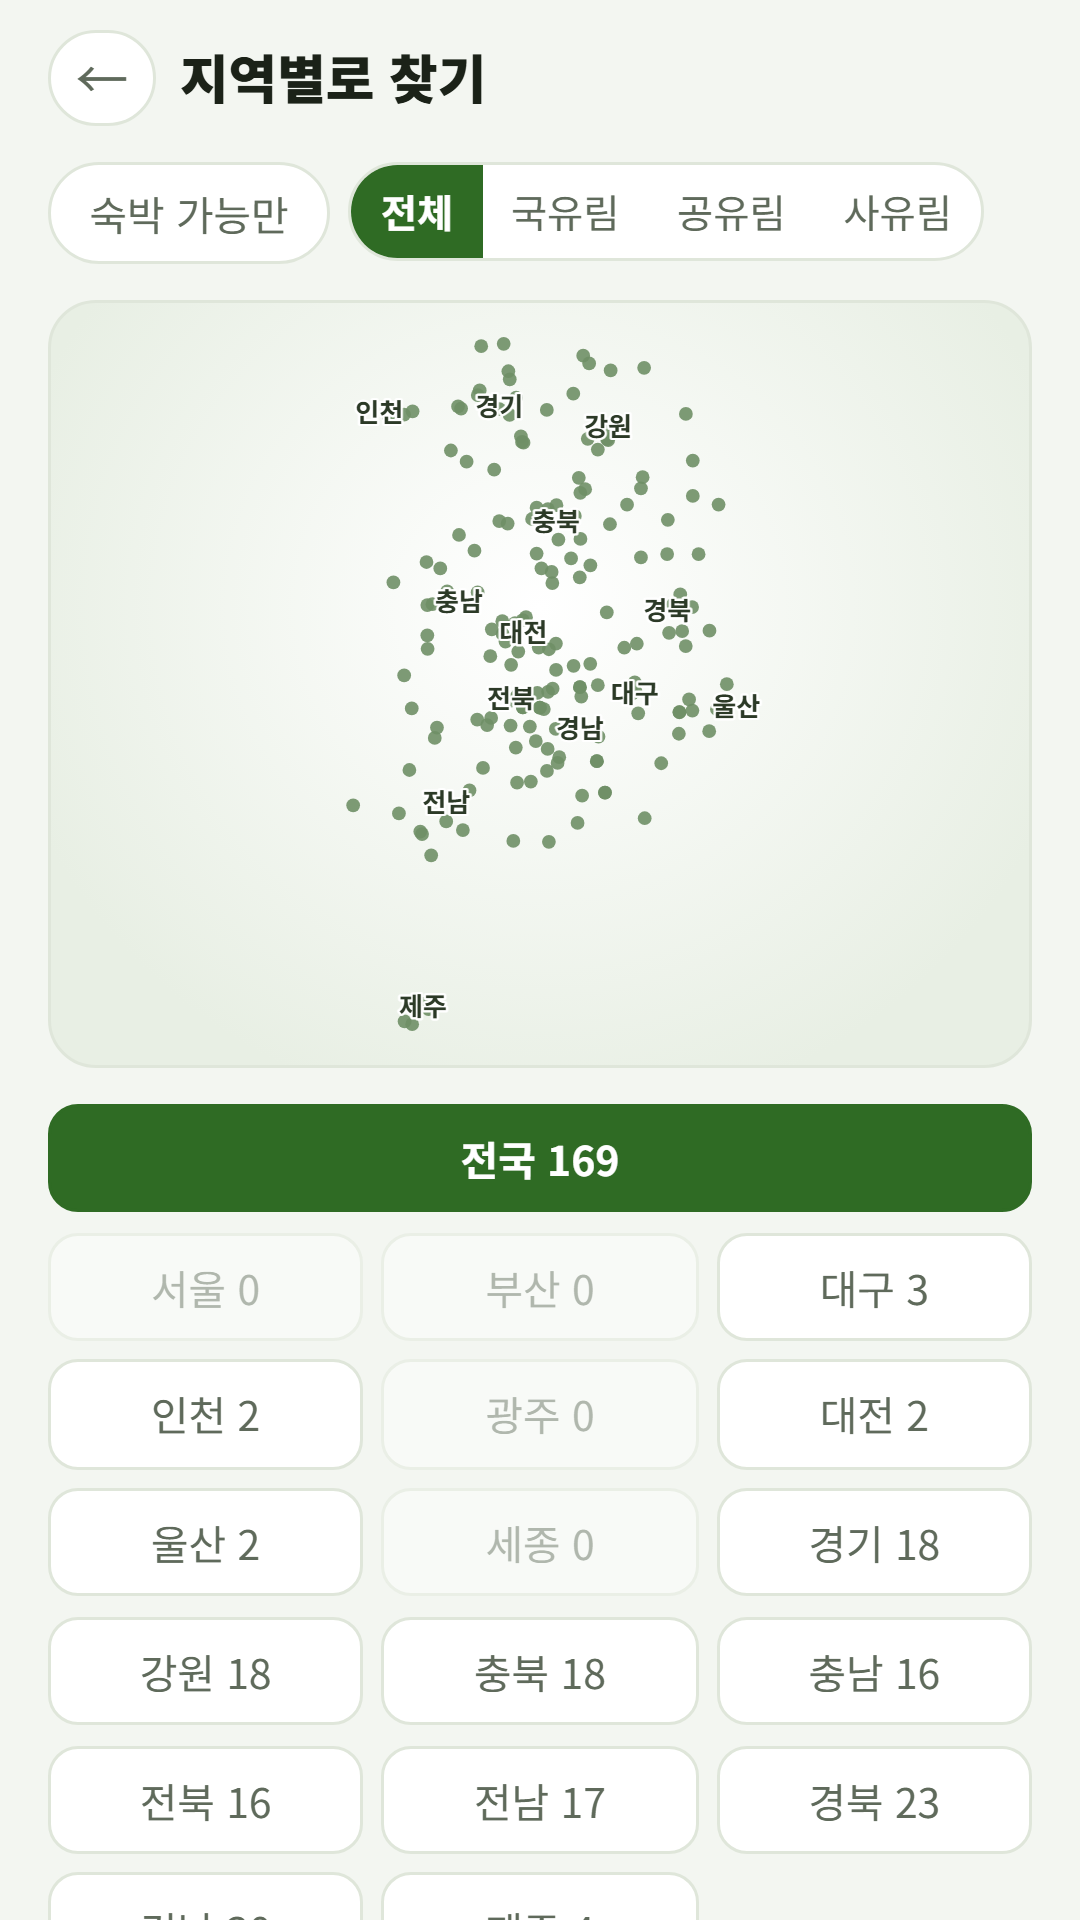 ← 지역별로 찾기
숙박 가능만 전체 국유림 공유림 사유림
인천 경기 강원
충북
충남 대전 경북
전북 대구 울산
경남
전남
제주
전국 169
서울 0 부산 0 대구 3
인천 2 광주 0 대전 2
울산 2 세종 0 경기 18
강원 18 충북 18 충남 16
전북 16 전남 17 경북 23